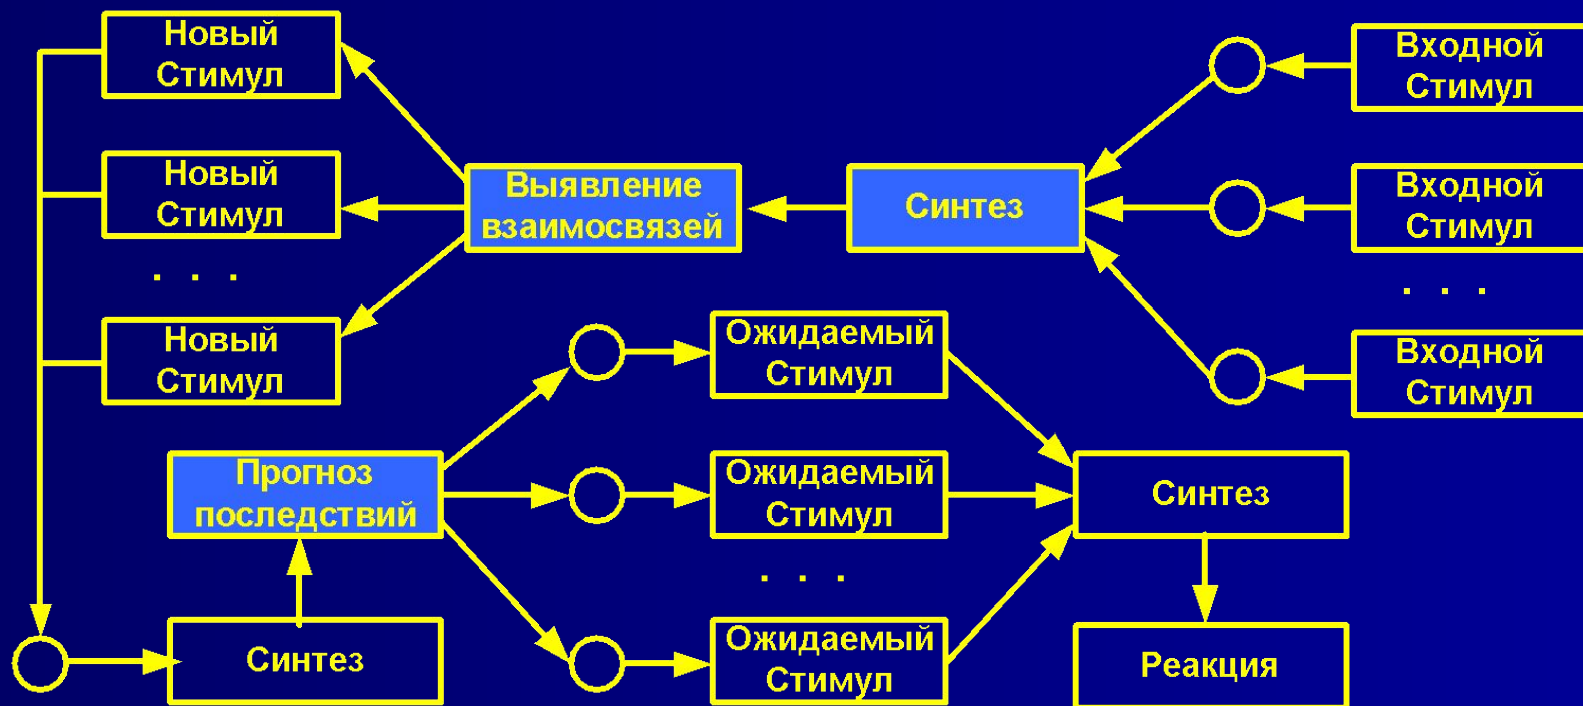 Новый
Стимул
Входной
Стимул
Новый
Стимул
Выявление
взаимосвязей
Синтез
Входной
Стимул
. . .
. . .
Новый
Стимул
Ожидаемый
Стимул
Входной
Стимул
Прогноз
последствий
Ожидаемый
Стимул
Синтез
. . .
Синтез
Ожидаемый
Стимул
Реакция